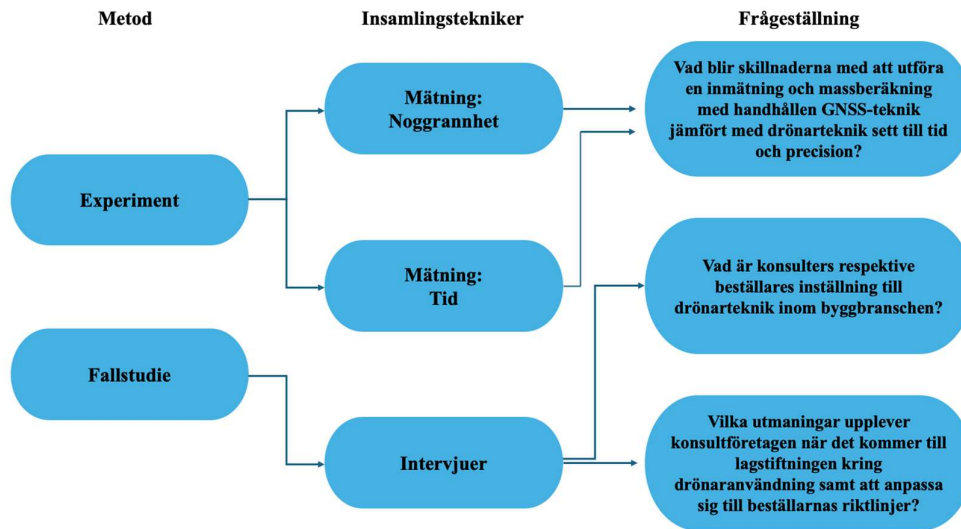 Metod
Insamlingstekniker
Frågeställning
Experiment
Fallstudie
Mätning:
Noggrannhet
Mätning:
Tid
Intervjuer
Vad blir skillnaderna med att utföra
en inmätning och massberäkning
med handhållen GNSS-teknik
jämfört med drönarteknik sett till tid
och precision?
Vad är konsulters respektive
beställares inställning till
drönarteknik inom byggbranschen?
Vilka utmaningar upplever
konsultföretagen när det kommer till
lagstiftningen kring
drönaranvändning samt att anpassa
sig till beställarnas riktlinjer?